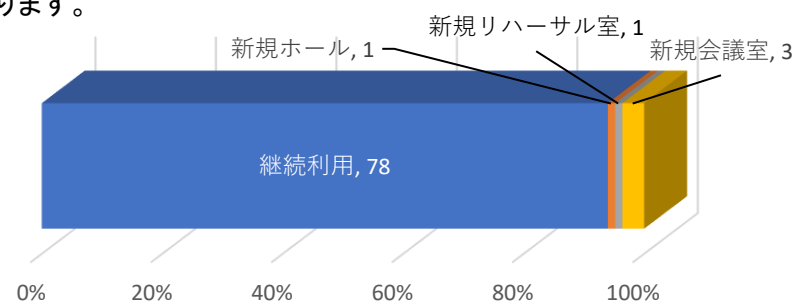 ります。
新規リハーサル室, 1
新規ホール, 1
新規会議室, 3
継続利用, 78
0% 20% 40% 60% 80% 100%